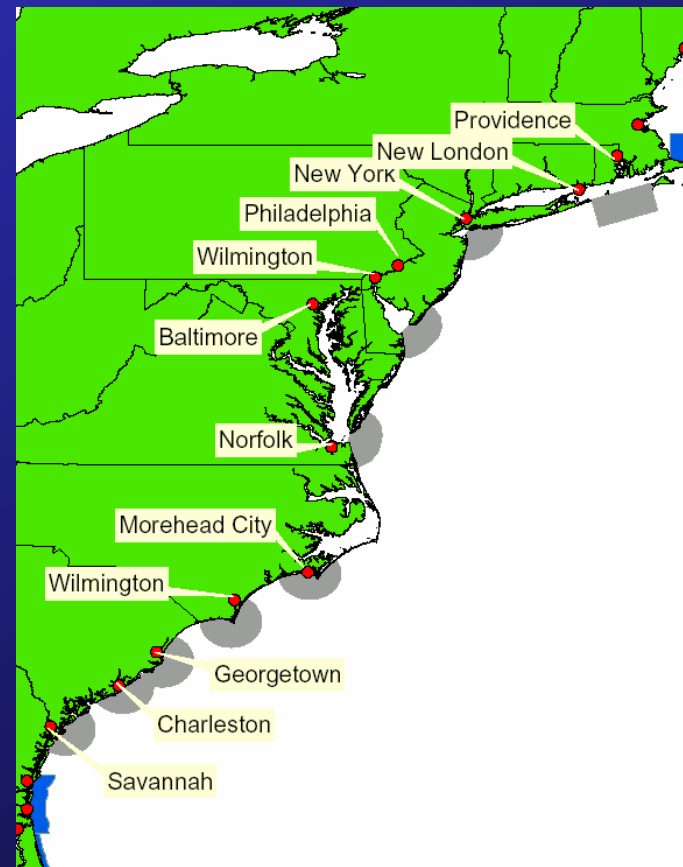 Providence
New London
New York
Philadelphia
Wilmington
Baltimore
Norfolk
Morehead City
Wilmington
Georgetown
Charleston
Savannah